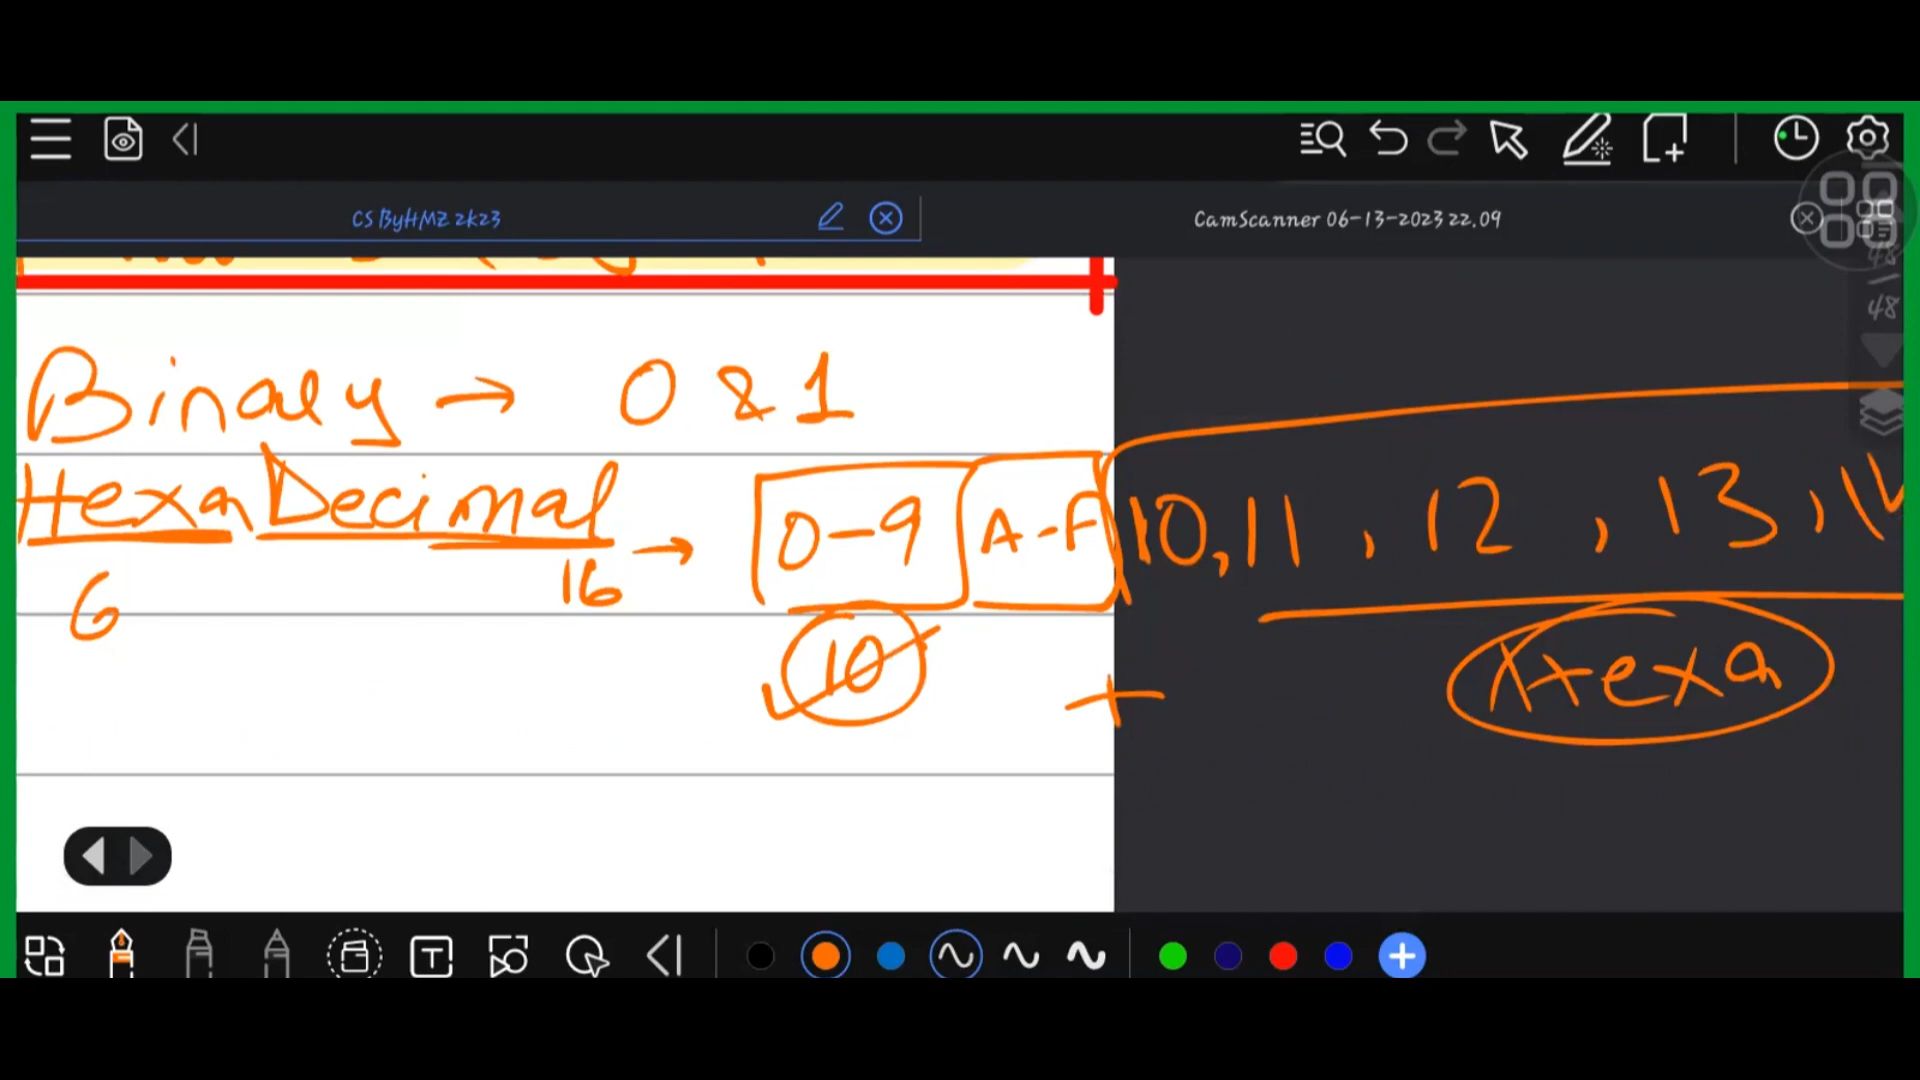 CS ByHMZ 2k23
CamScanner 06-13-2023 22.09
48
48
Binary → 0 & 1
HexaDecimal → 0-9 A-F 10, 11, 12, 13, 14
6 16
10 + Hexa